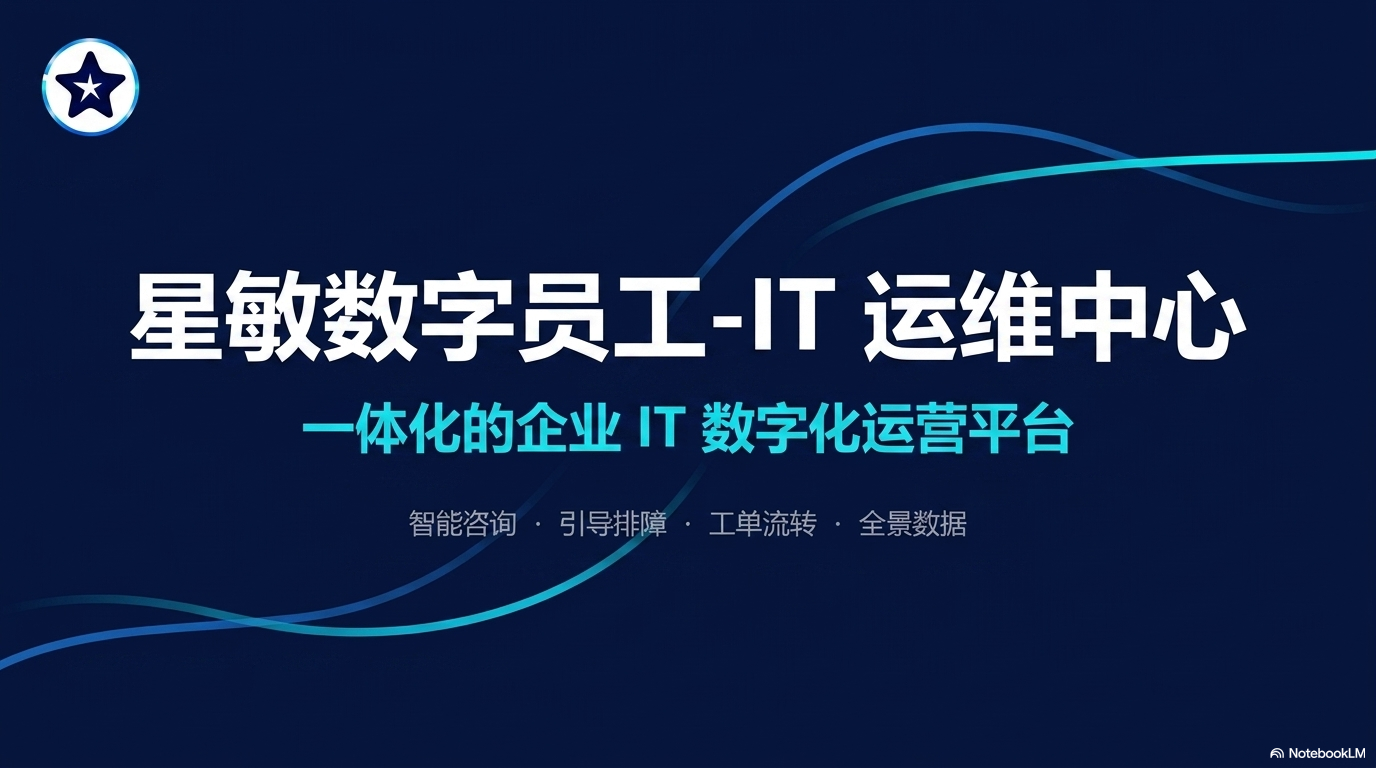 星敏数字员工-IT 运维中心
一体化的企业 IT 数字化运营平台
智能咨询 · 引导排障 · 工单流转 · 全景数据
NotebookLM